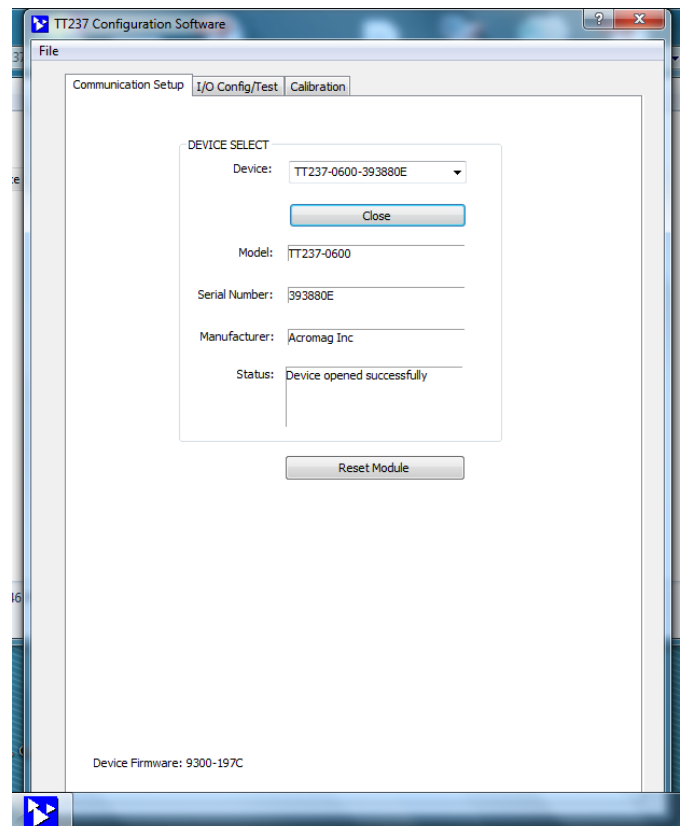 TT237 Configuration Software
?
X
File
Communication Setup
I/O Config/Test
Calibration
DEVICE SELECT
Device:
TT237-0600-393880E
Close
Model:
TT237-0600
Serial Number:
393880E
Manufacturer:
Acromag Inc
Status:
Device opened successfully
Reset Module
46
Device Firmware: 9300-197C